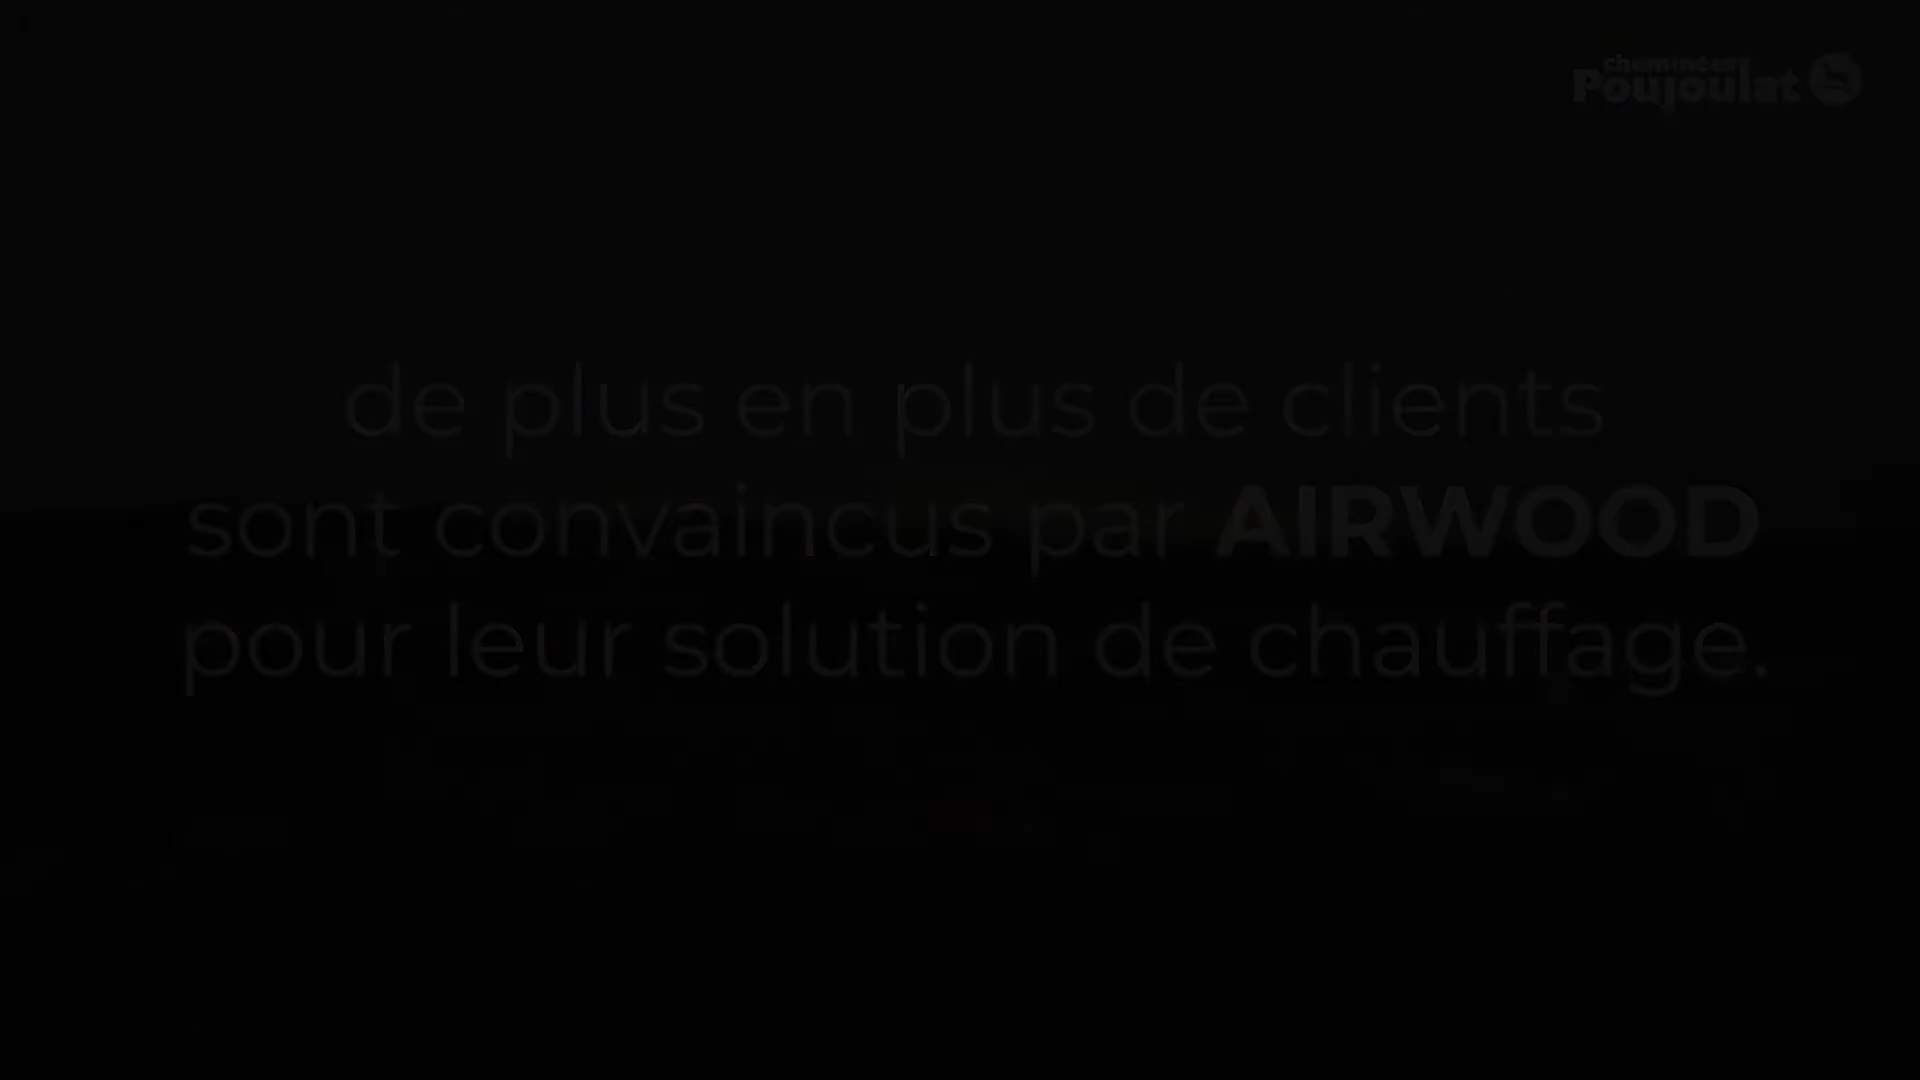 cheminées
Poujoulat
de plus en plus de clients
sont convaincus par AIRWOOD
pour leur solution de chauffage.